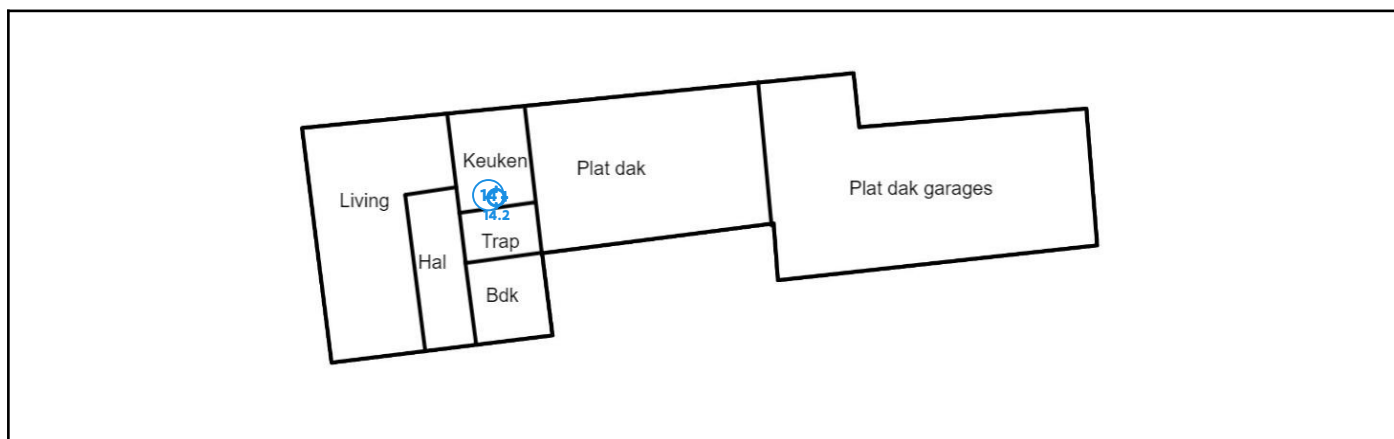 Keuken
Plat dak
Plat dak garages
Living
14.2
Trap
Hal
Bdk